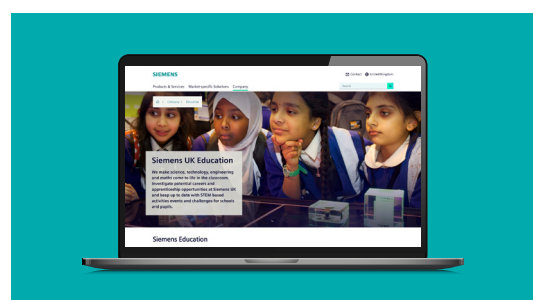 SIEMENS
Contact
Products & Services Market-specific Solutions Company
Search
Siemens UK Education
We make science, technology, engineering
and maths come to life in the classroom.
Investigate potential careers and
apprenticeship opportunities at Siemens UK
and keep up to date with STEM-based
activities events and challenges for schools
and pupils.
Siemens Education